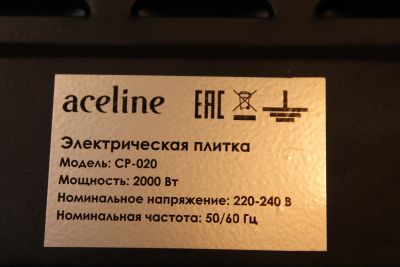 aceline EAC
Электрическая плитка
Модель: CP-020
Мощность: 2000 Вт
Номинальное напряжение: 220-240 В
Номинальная частота: 50/60 Гц